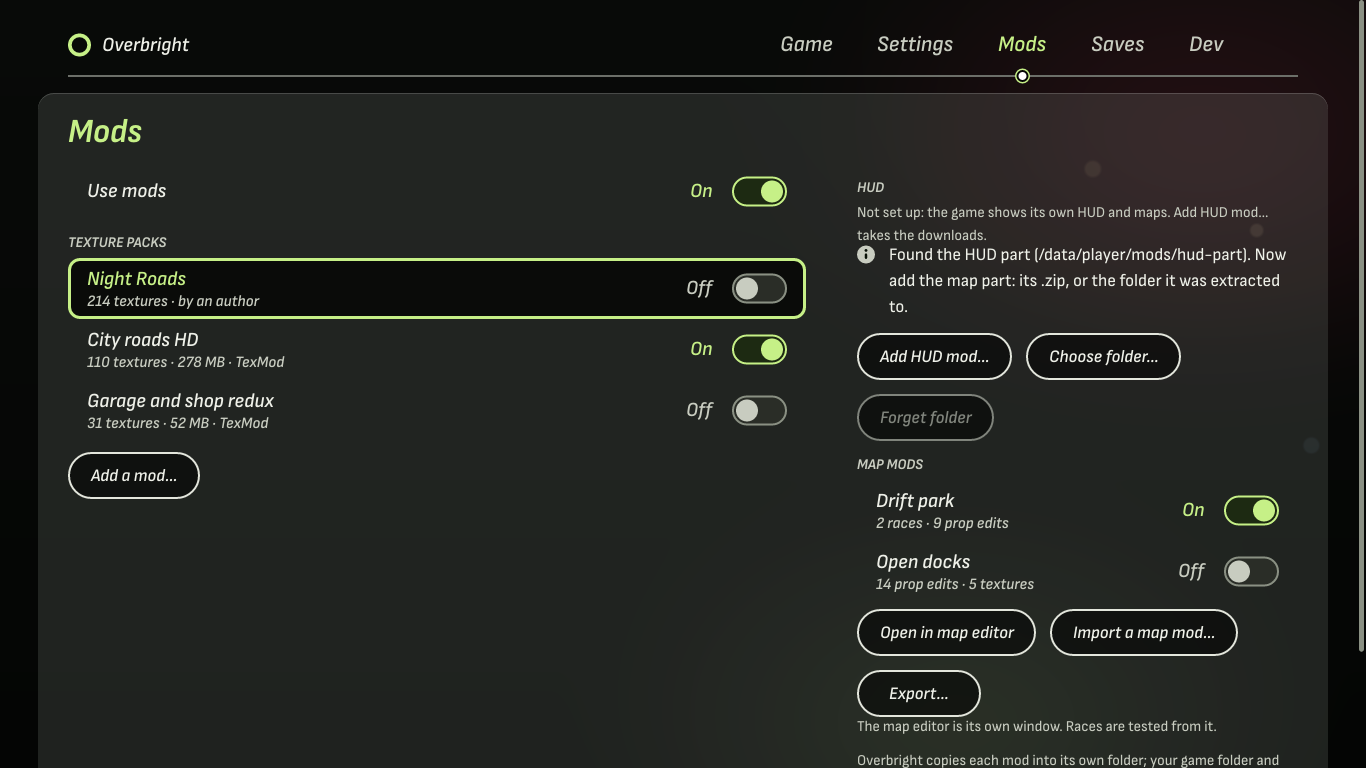 Overbright
Game
Settings
Mods
Saves
Dev
Mods
Use mods
On
TEXTURE PACKS
Night Roads
214 textures · by an author
Off
City roads HD
110 textures · 278 MB · TexMod
On
Garage and shop redux
31 textures · 52 MB · TexMod
Off
Add a mod...
HUD
Not set up: the game shows its own HUD and maps. Add HUD mod...
takes the downloads.
Found the HUD part (/data/player/mods/hud-part). Now
add the map part: its .zip, or the folder it was extracted
to.
Add HUD mod...
Choose folder...
Forget folder
MAP MODS
Drift park
2 races · 9 prop edits
On
Open docks
14 prop edits · 5 textures
Off
Open in map editor
Import a map mod...
Export...
The map editor is its own window. Races are tested from it.
Overbright copies each mod into its own folder; your game folder and